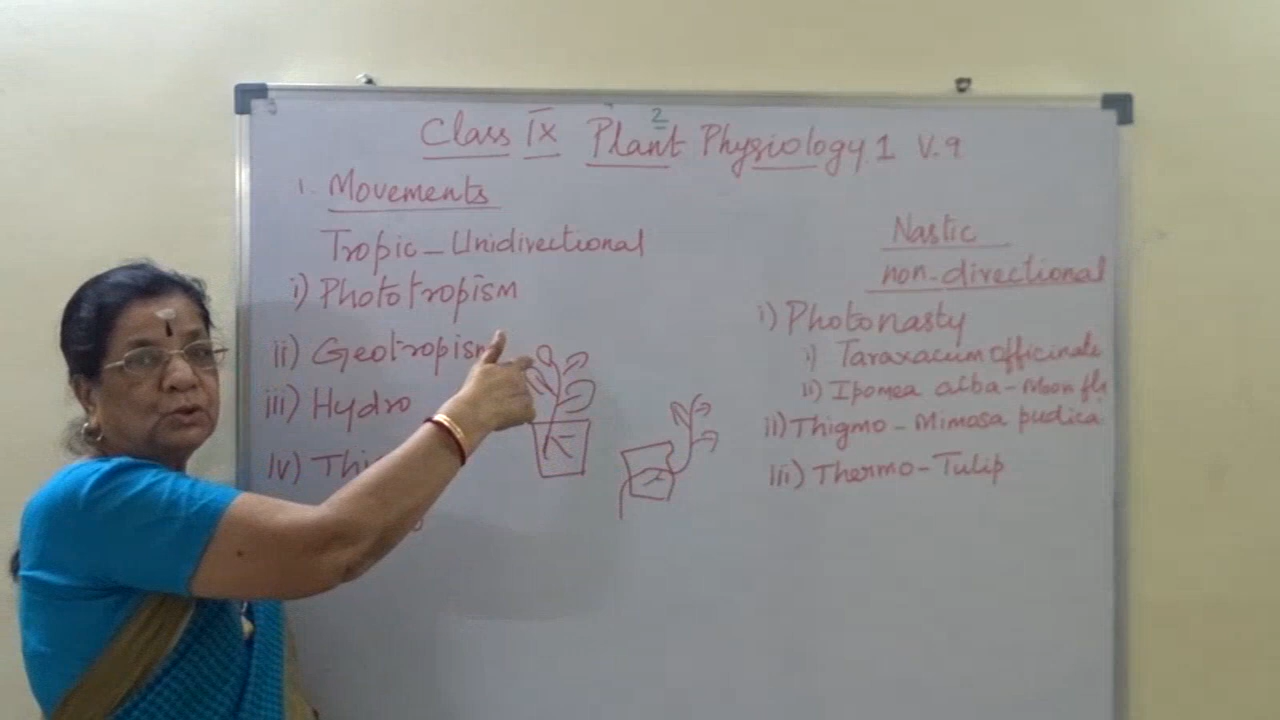 Class IX Plant 2 Physiology 1 V.9
1. Movements
Tropic - Unidirectional
i) Phototropism
ii) Geotropism
iii) Hydro
iv)
Nastic
non-directional
i) Photonasty
i) Taraxacum officinale
ii) Ipomea alba - Moon fl
ii) Thigmo - Mimosa pudica
iii) Thermo - Tulip